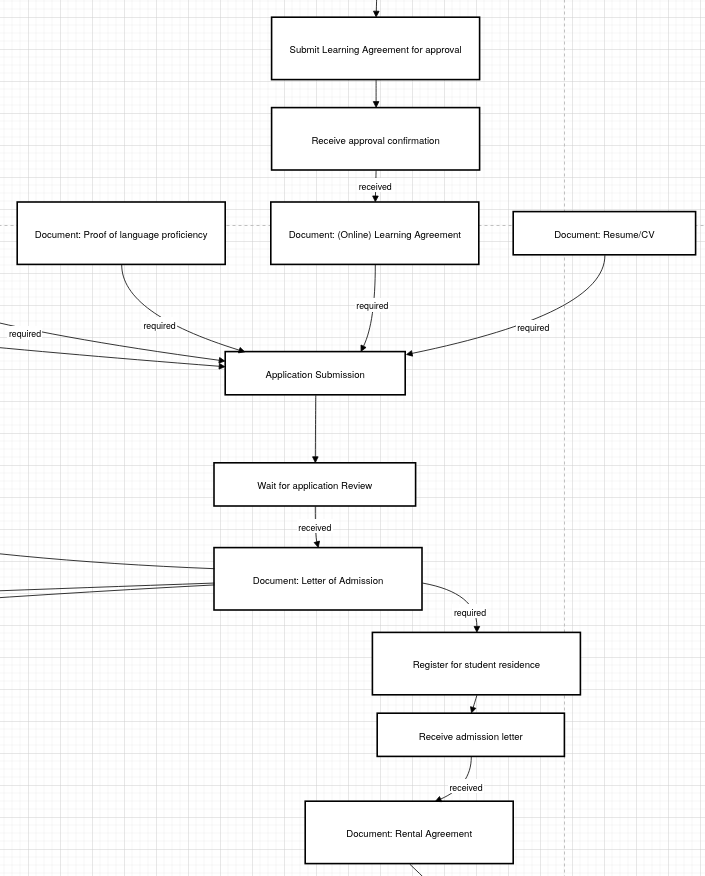 Submit Learning Agreement for approval
Receive approval confirmation
received
Document: Proof of language proficiency
Document: (Online) Learning Agreement
Document: Resume/CV
required
required
required
required
Application Submission
Wait for application Review
received
Document: Letter of Admission
required
Register for student residence
Receive admission letter
received
Document: Rental Agreement